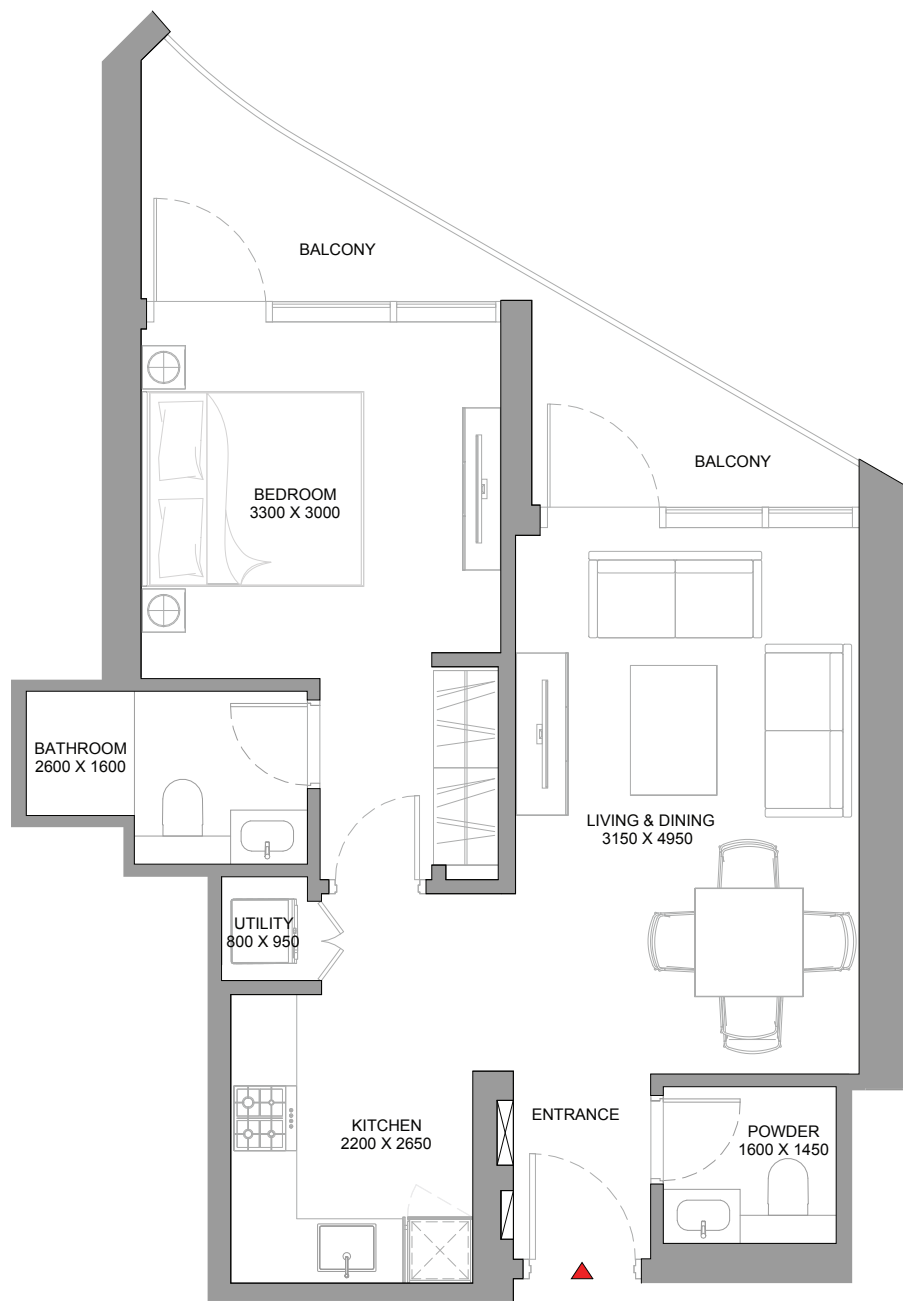 BALCONY
BALCONY
BEDROOM
3300 X 3000
BATHROOM
2600 X 1600
LIVING & DINING
3150 X 4950
UTILITY
800 X 950
ENTRANCE
KITCHEN
2200 X 2650
POWDER
1600 X 1450